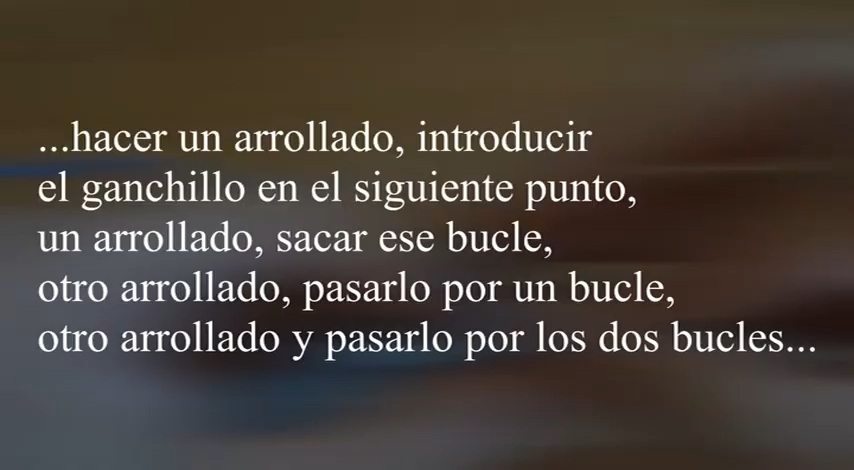 ...hacer un arrollado, introducir
el ganchillo en el siguiente punto,
un arrollado, sacar ese bucle,
otro arrollado, pasarlo por un bucle,
otro arrollado y pasarlo por los dos bucles...